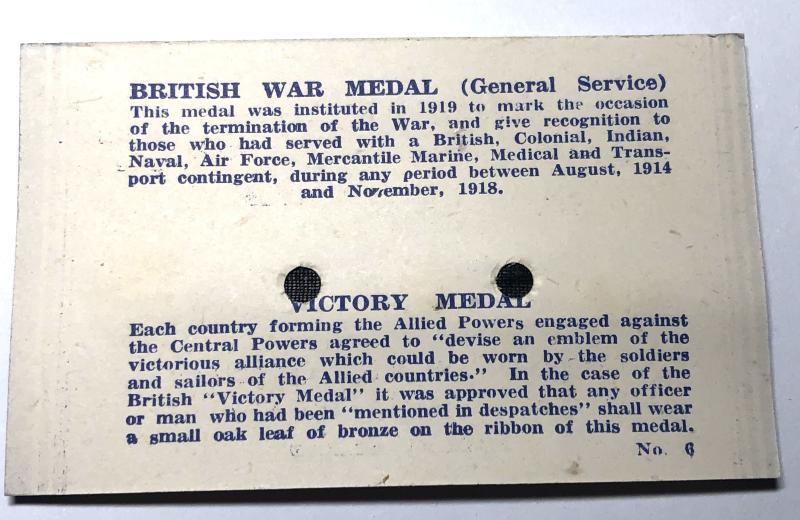 BRITISH WAR MEDAL (General Service)
This medal was instituted in 1919 to mark the occasion
of the termination of the War, and give recognition to
those who had served with a British, Colonial, Indian,
Naval, Air Force, Mercantile Marine, Medical and Trans-
port contingent, during any period between August, 1914
and November, 1918.
VICTORY MEDAL
Each country forming the Allied Powers engaged against
the Central Powers agreed to "devise an emblem of the
victorious alliance which could be worn by the soldiers
and sailors of the Allied countries." In the case of the
British "Victory Medal" it was approved that any officer
or man who had been "mentioned in despatches" shall wear
a small oak leaf of bronze on the ribbon of this medal.
No. 6